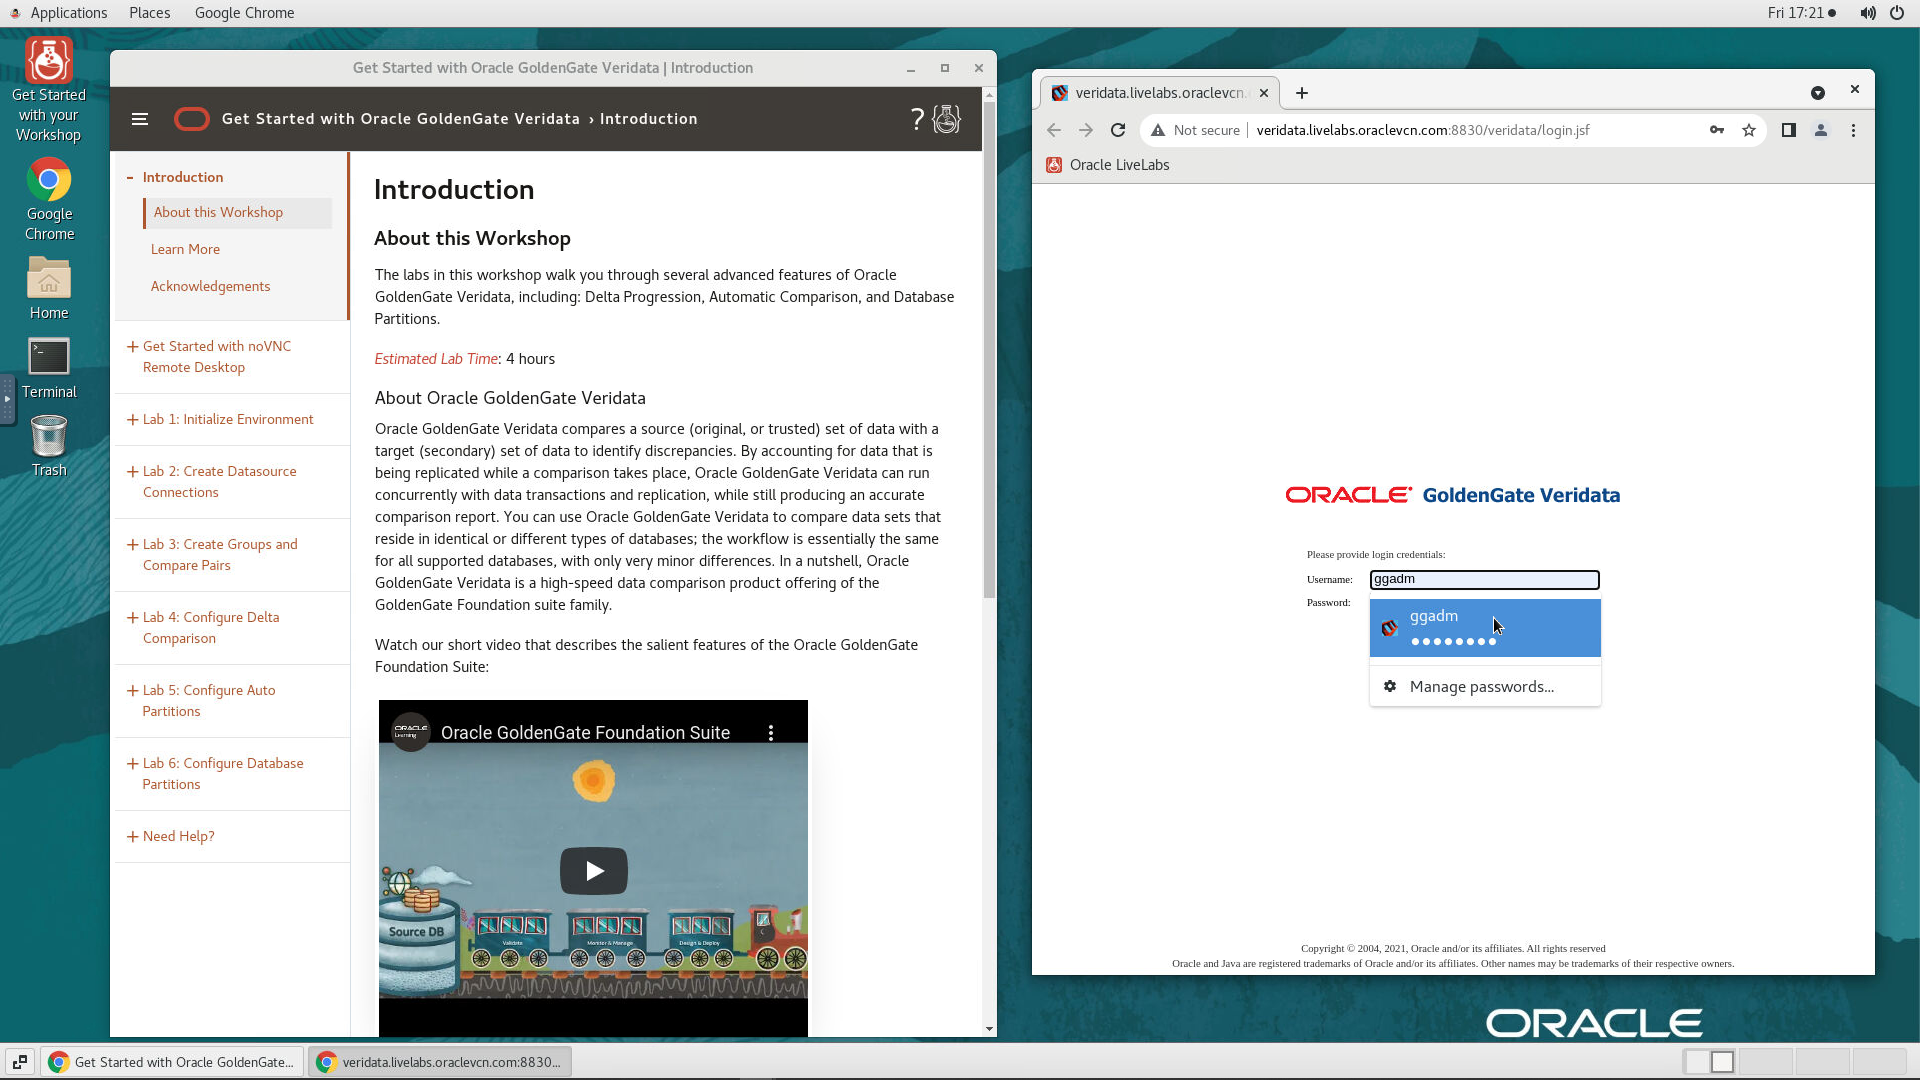 Applications
Places
Google Chrome
Fri 17:21
Get Started
with your
Workshop
Google
Chrome
Home
Terminal
Trash
Get Started with Oracle GoldenGate Veridata | Introduction
Get Started with Oracle GoldenGate Veridata › Introduction
?
- Introduction
About this Workshop
Learn More
Acknowledgements
+ Get Started with noVNC
Remote Desktop
+ Lab 1: Initialize Environment
+ Lab 2: Create Datasource
Connections
+ Lab 3: Create Groups and
Compare Pairs
+ Lab 4: Configure Delta
Comparison
+ Lab 5: Configure Auto
Partitions
+ Lab 6: Configure Database
Partitions
+ Need Help?
Introduction
About this Workshop
The labs in this workshop walk you through several advanced features of Oracle
GoldenGate Veridata, including: Delta Progression, Automatic Comparison, and Database
Partitions.
Estimated Lab Time: 4 hours
About Oracle GoldenGate Veridata
Oracle GoldenGate Veridata compares a source (original, or trusted) set of data with a
target (secondary) set of data to identify discrepancies. By accounting for data that is
being replicated while a comparison takes place, Oracle GoldenGate Veridata can run
concurrently with data transactions and replication, while still producing an accurate
comparison report. You can use Oracle GoldenGate Veridata to compare data sets that
reside in identical or different types of databases; the workflow is essentially the same
for all supported databases, with only very minor differences. In a nutshell, Oracle
GoldenGate Veridata is a high-speed data comparison product offering of the
GoldenGate Foundation suite family.
Watch our short video that describes the salient features of the Oracle GoldenGate
Foundation Suite:
ORACLE
Learning
Oracle GoldenGate Foundation Suite
Source DB
Validate
Monitor & Manage
Design & Deploy
veridata.livelabs.oraclevcn.
Not secure
veridata.livelabs.oraclevcn.com:8830/veridata/login.jsf
Oracle LiveLabs
ORACLE GoldenGate Veridata
Please provide login credentials:
Username: ggadm
Password:
ggadm
••••••••
Manage passwords...
Copyright © 2004, 2021, Oracle and/or its affiliates. All rights reserved
Oracle and Java are registered trademarks of Oracle and/or its affiliates. Other names may be trademarks of their respective owners.
ORACLE
Get Started with Oracle GoldenGate...
veridata.livelabs.oraclevcn.com:8830...